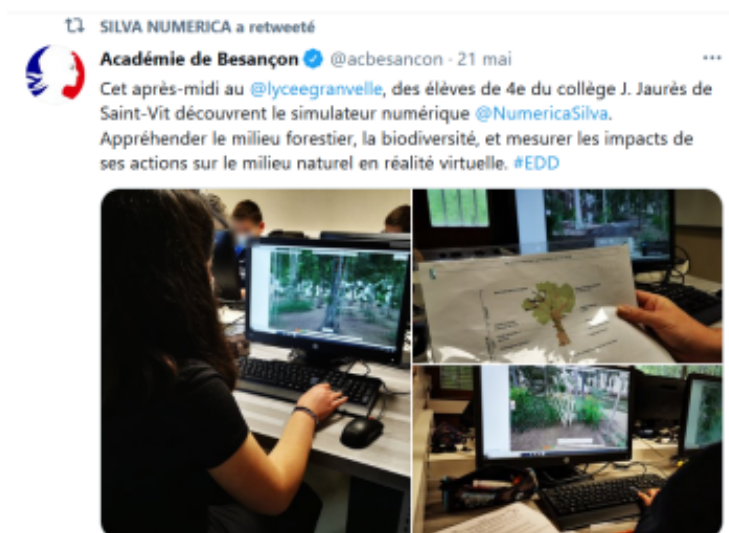 SILVA NUMERICA a retweeté
Académie de Besançon @acbesancon · 21 mai
Cet après-midi au @lyceegranvelle, des élèves de 4e du collège J. Jaurès de
Saint-Vit découvrent le simulateur numérique @NumericaSilva.
Appréhender le milieu forestier, la biodiversité, et mesurer les impacts de
ses actions sur le milieu naturel en réalité virtuelle. #EDD